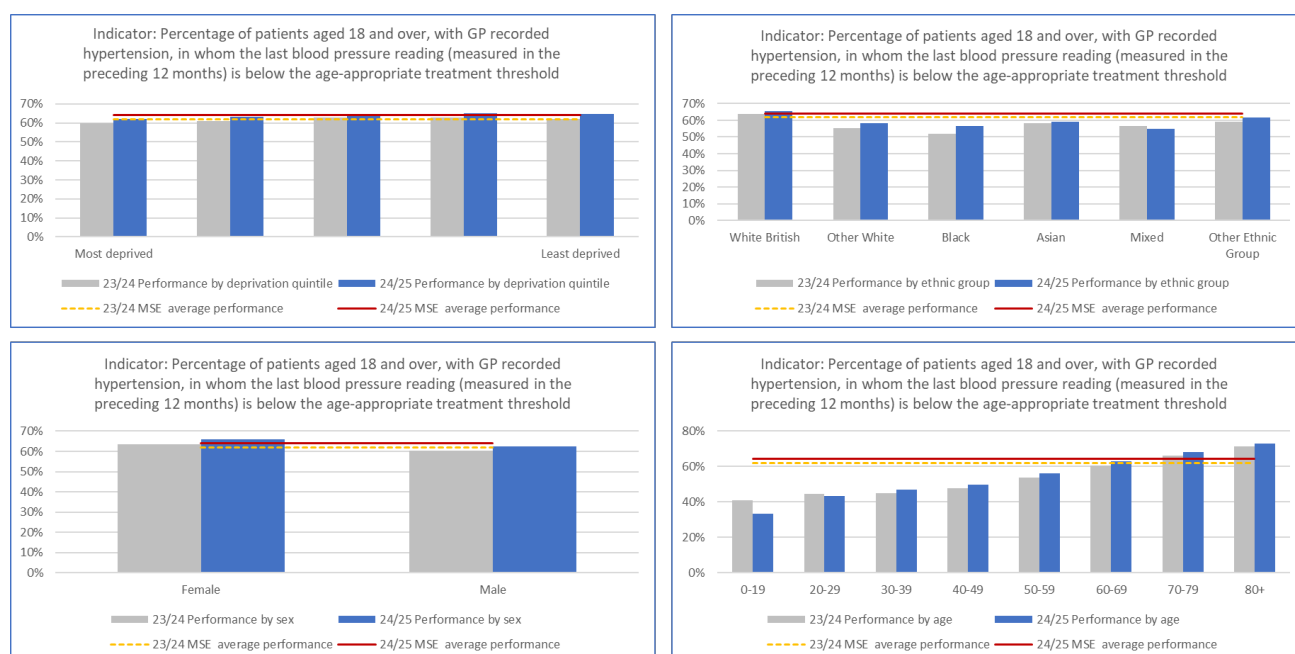 Indicator: Percentage of patients aged 18 and over, with GP recorded
hypertension, in whom the last blood pressure reading (measured in the
preceding 12 months) is below the age-appropriate treatment threshold
70%
60%
50%
40%
30%
20%
10%
0%
Most deprived
Least deprived
23/24 Performance by deprivation quintile
24/25 Performance by deprivation quintile
23/24 MSE average performance
24/25 MSE average performance
Indicator: Percentage of patients aged 18 and over, with GP recorded
hypertension, in whom the last blood pressure reading (measured in the
preceding 12 months) is below the age-appropriate treatment threshold
70%
60%
50%
40%
30%
20%
10%
0%
White British
Other White
Black
Asian
Mixed
Other Ethnic
Group
23/24 Performance by ethnic group
24/25 Performance by ethnic group
23/24 MSE average performance
24/25 MSE average performance
Indicator: Percentage of patients aged 18 and over, with GP recorded
hypertension, in whom the last blood pressure reading (measured in the
preceding 12 months) is below the age-appropriate treatment threshold
70%
60%
50%
40%
30%
20%
10%
0%
Female
Male
23/24 Performance by sex
24/25 Performance by sex
23/24 MSE average performance
24/25 MSE average performance
Indicator: Percentage of patients aged 18 and over, with GP recorded
hypertension, in whom the last blood pressure reading (measured in the
preceding 12 months) is below the age-appropriate treatment threshold
80%
60%
40%
20%
0%
0-19
20-29
30-39
40-49
50-59
60-69
70-79
80+
23/24 Performance by age
24/25 Performance by age
23/24 MSE average performance
24/25 MSE average performance